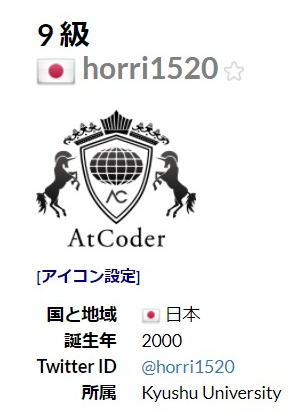 9 級
horri1520
AC
AtCoder
[アイコン設定]
国と地域 日本
誕生年 2000
Twitter ID @horri1520
所属 Kyushu University